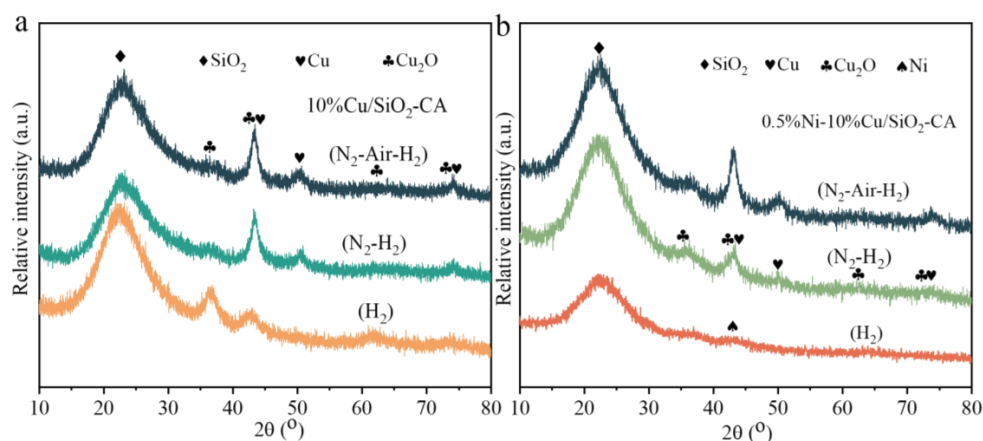 a
♦SiO₂ ♥Cu ♣Cu₂O
10%Cu/SiO₂-CA
(N₂-Air-H₂)
(N₂-H₂)
(H₂)
Relative intensity (a.u.)
10 20 30 40 50 60 70 80
2θ (°)
b
♦SiO₂ ♥Cu ♣Cu₂O ♠Ni
0.5%Ni-10%Cu/SiO₂-CA
(N₂-Air-H₂)
(N₂-H₂)
(H₂)
Relative intensity (a.u.)
10 20 30 40 50 60 70 80
2θ (°)